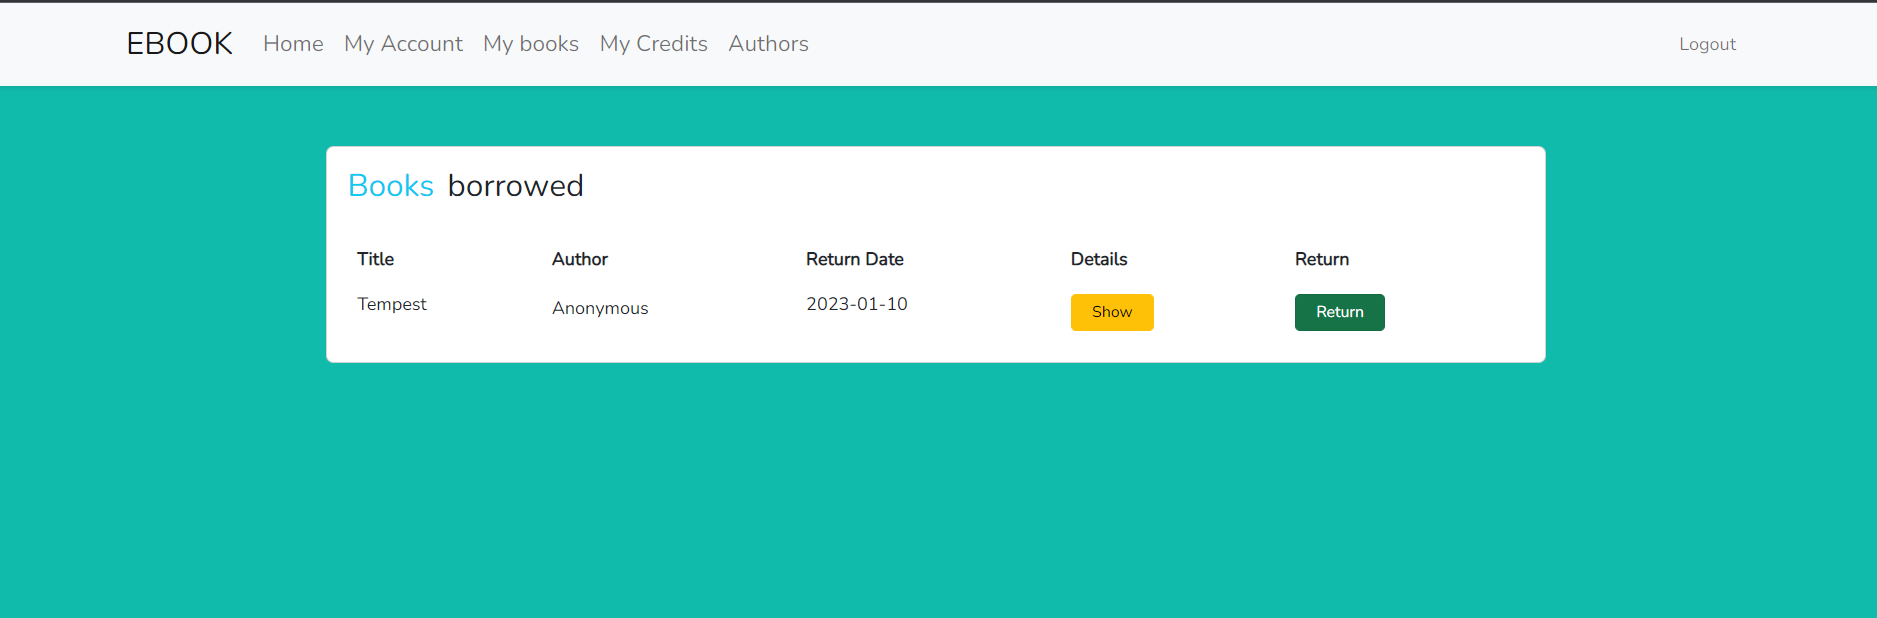 EBOOK Home My Account My books My Credits Authors Logout
Books borrowed
Title Author Return Date Details Return
Tempest Anonymous 2023-01-10 Show Return